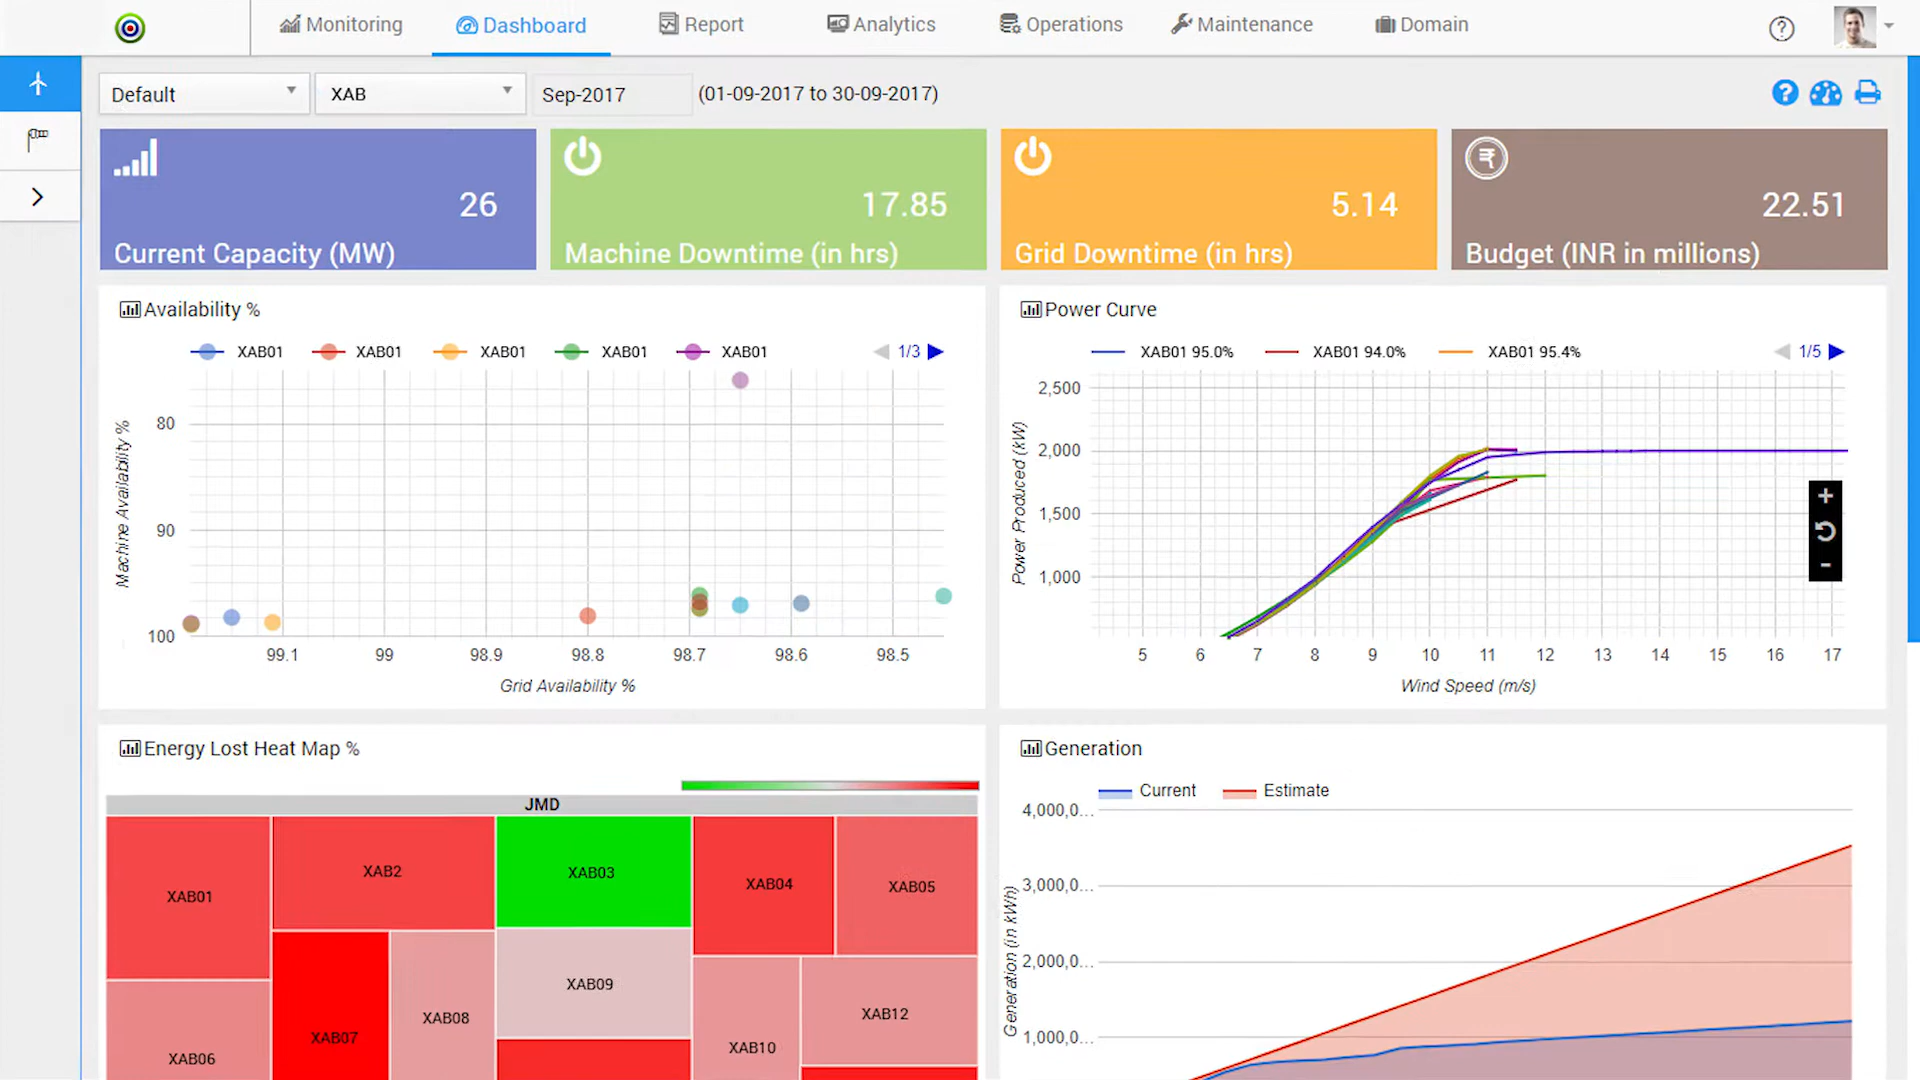 Monitoring Dashboard Report Analytics Operations Maintenance Domain
Default XAB Sep-2017 (01-09-2017 to 30-09-2017)
26
Current Capacity (MW)
17.85
Machine Downtime (in hrs)
5.14
Grid Downtime (in hrs)
22.51
Budget (INR in millions)
Availability %
XAB01 XAB01 XAB01 XAB01 XAB01 1/3
Machine Availability %
80
90
100
99.1 99 98.9 98.8 98.7 98.6 98.5
Grid Availability %
Power Curve
XAB01 95.0% XAB01 94.0% XAB01 95.4% 1/5
Power Produced (kW)
2,500
2,000
1,500
1,000
5 6 7 8 9 10 11 12 13 14 15 16 17
Wind Speed (m/s)
+
-
Energy Lost Heat Map %
JMD
XAB01
XAB2
XAB03
XAB04
XAB05
XAB06
XAB07
XAB08
XAB09
XAB10
XAB12
Generation
Current Estimate
Generation (in kWh)
4,000,0...
3,000,0...
2,000,0...
1,000,0...